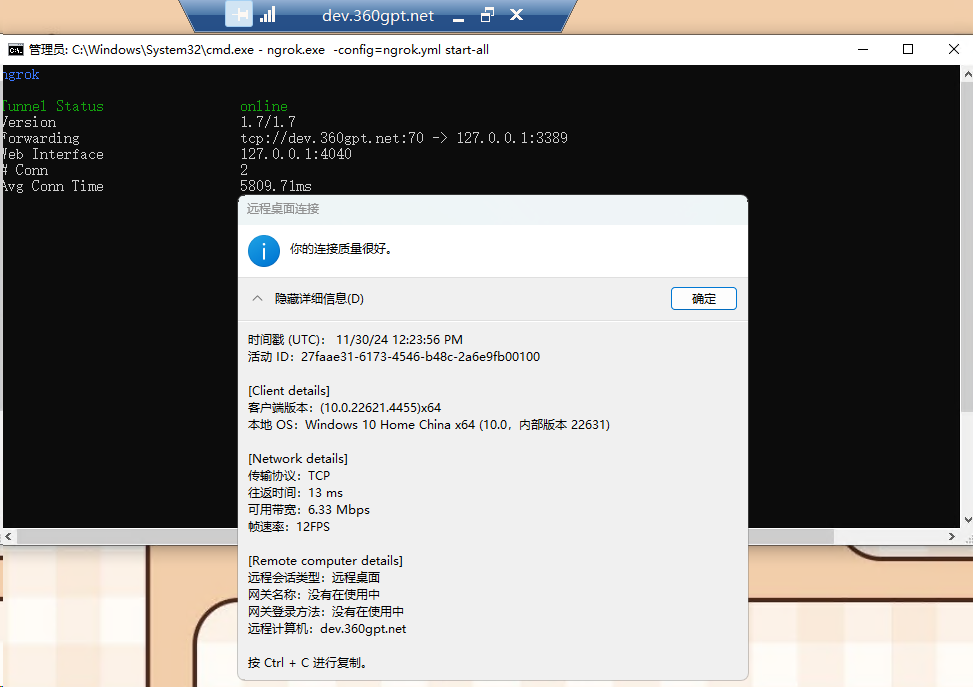 dev.360gpt.net
管理员: C:\Windows\System32\cmd.exe - ngrok.exe -config=ngrok.yml start-all
ngrok
Tunnel Status online
Version 1.7/1.7
Forwarding tcp://dev.360gpt.net:70 -> 127.0.0.1:3389
Web Interface 127.0.0.1:4040
# Conn 2
Avg Conn Time 5809.71ms
远程桌面连接
你的连接质量很好。
隐藏详细信息(D)
确定
时间戳 (UTC)： 11/30/24 12:23:56 PM
活动 ID：27faae31-6173-4546-b48c-2a6e9fb00100
[Client details]
客户端版本：(10.0.22621.4455)x64
本地 OS：Windows 10 Home China x64 (10.0，内部版本 22631)
[Network details]
传输协议：TCP
往返时间：13 ms
可用带宽：6.33 Mbps
帧速率：12FPS
[Remote computer details]
远程会话类型：远程桌面
网关名称：没有在使用中
网关登录方法：没有在使用中
远程计算机：dev.360gpt.net
按 Ctrl + C 进行复制。